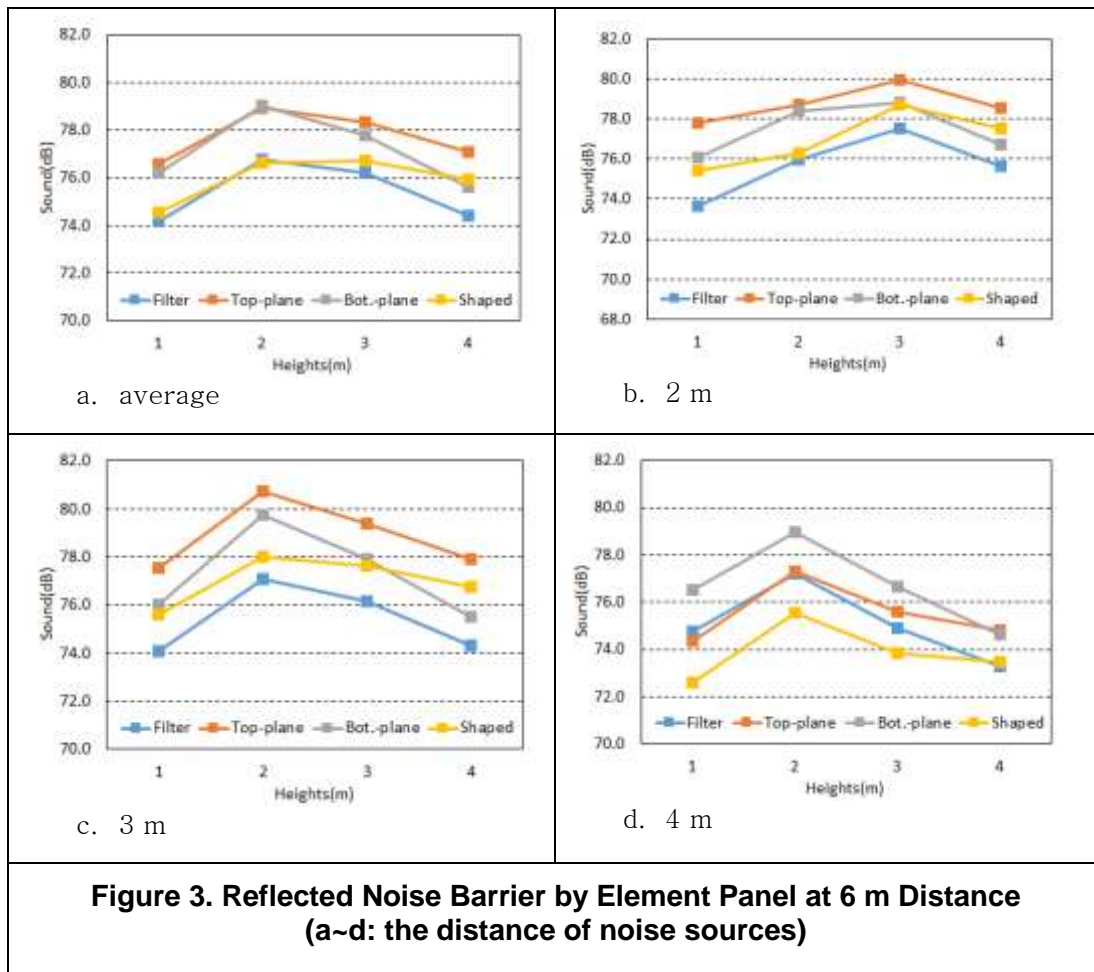 82.0
80.0
78.0
76.0
74.0
72.0
70.0
Sound(dB)
Filter Top-plane Bot.-plane Shaped
1 2 3 4
Heights(m)
a. average
82.0
80.0
78.0
76.0
74.0
72.0
70.0
68.0
Sound(dB)
Filter Top-plane Bot.-plane Shaped
1 2 3 4
Heights(m)
b. 2 m
82.0
80.0
78.0
76.0
74.0
72.0
70.0
Sound(dB)
Filter Top-plane Bot.-plane Shaped
1 2 3 4
Heights(m)
c. 3 m
82.0
80.0
78.0
76.0
74.0
72.0
70.0
Sound(dB)
Filter Top-plane Bot.-plane Shaped
1 2 3 4
Heights(m)
d. 4 m
Figure 3. Reflected Noise Barrier by Element Panel at 6 m Distance
(a~d: the distance of noise sources)